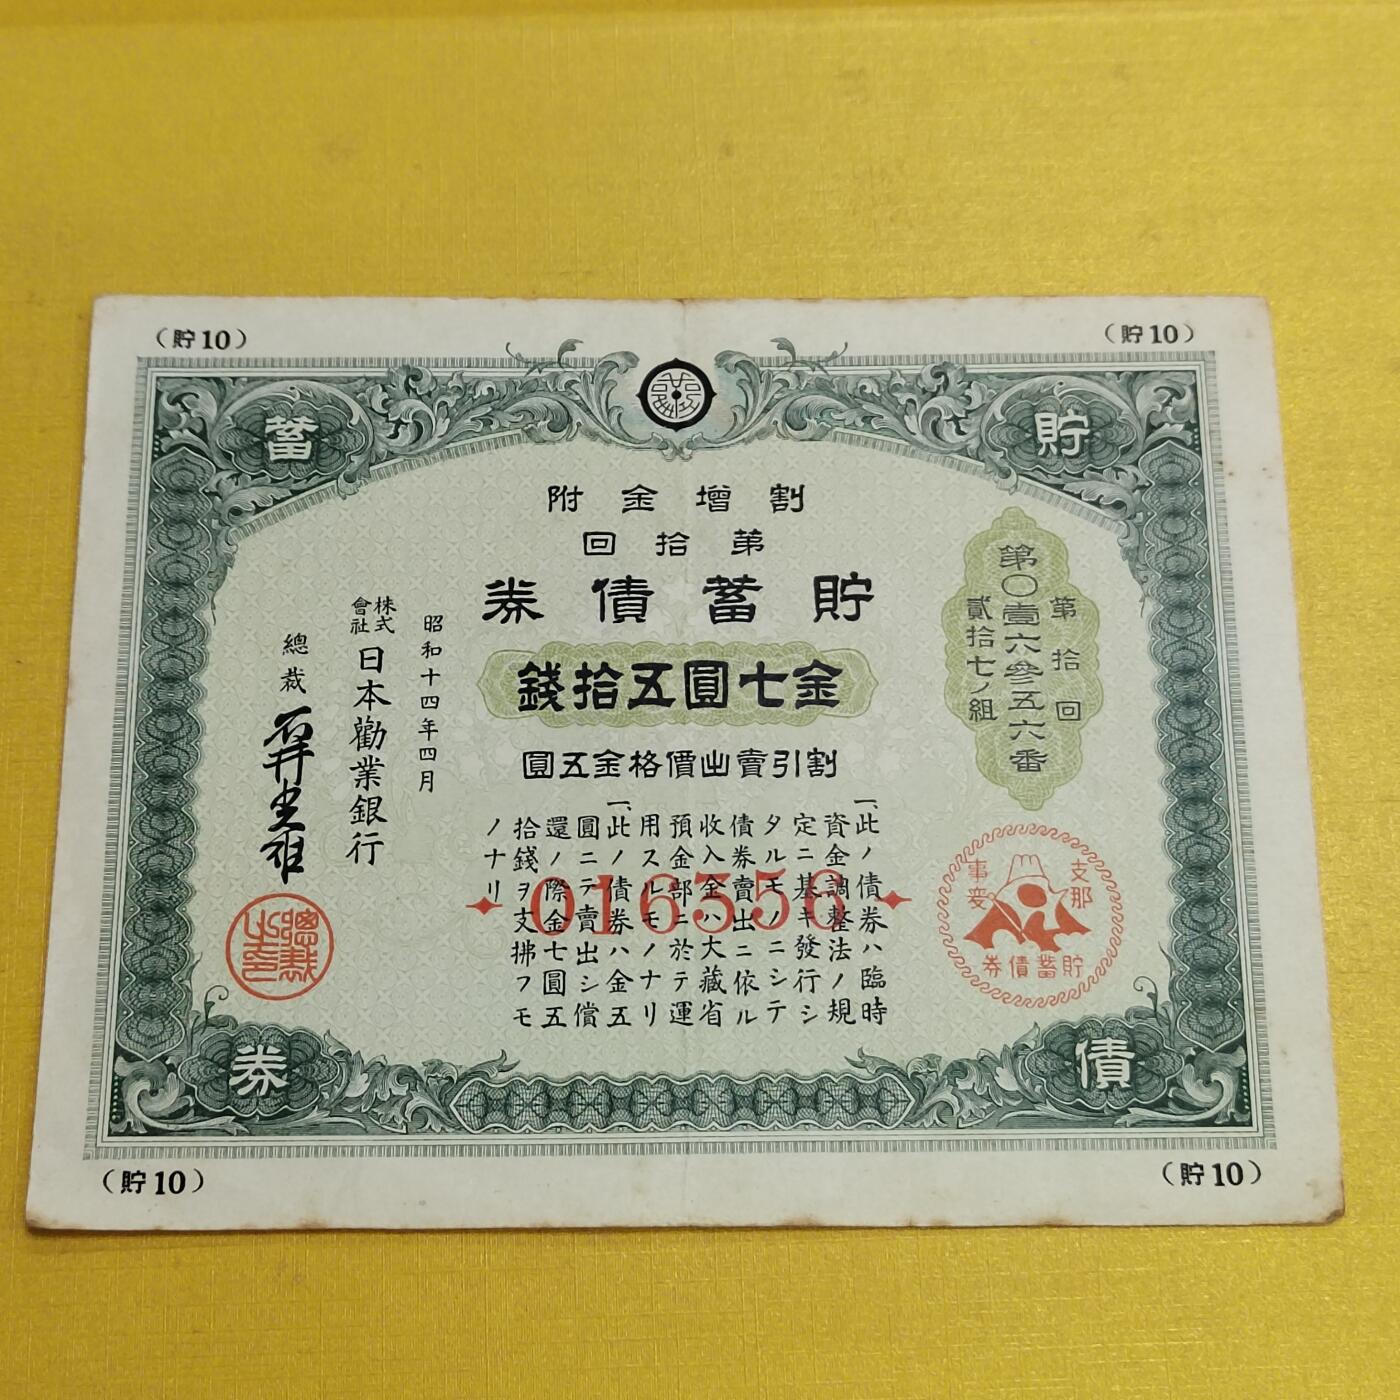 （貯10）
（貯10）
貯
蓄
債
券
割増金附
第拾回
貯蓄債券
金七圓五拾錢
割引賣出價格金五圓
第拾回
第〇壹六參五六番
貳拾七ノ組
一、此ノ債券ハ臨時
資金調整法ノ規
定ニ基キ發行シ
タルモノニシテ
債券賣出ニ依ル
收入金ハ大藏省
預金部ニ於テ運
用スルモノナリ
一、此ノ債券ハ金五
圓ニテ賣出シ償
還ノ際金七圓五
拾錢ヲ支拂フモ
ノナリ
016356
昭和十四年四月
株式會社
日本勸業銀行
總裁
總裁之印
支那
事変
貯蓄債券
（貯10）
（貯10）